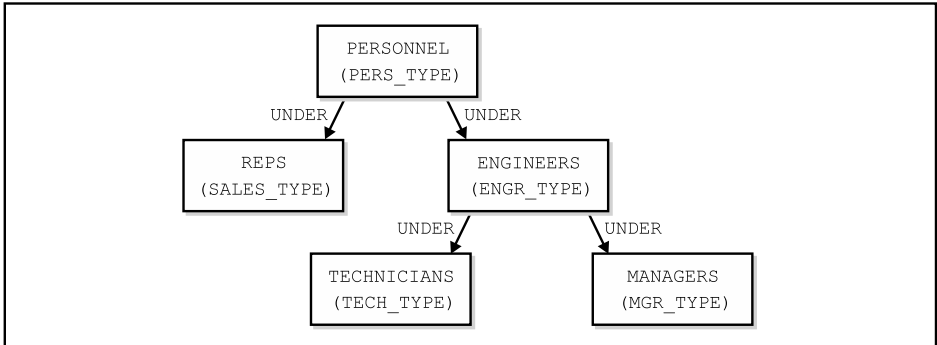 PERSONNEL
(PERS_TYPE)
UNDER
UNDER
REPS
(SALES_TYPE)
ENGINEERS
(ENGR_TYPE)
UNDER
UNDER
TECHNICIANS
(TECH_TYPE)
MANAGERS
(MGR_TYPE)